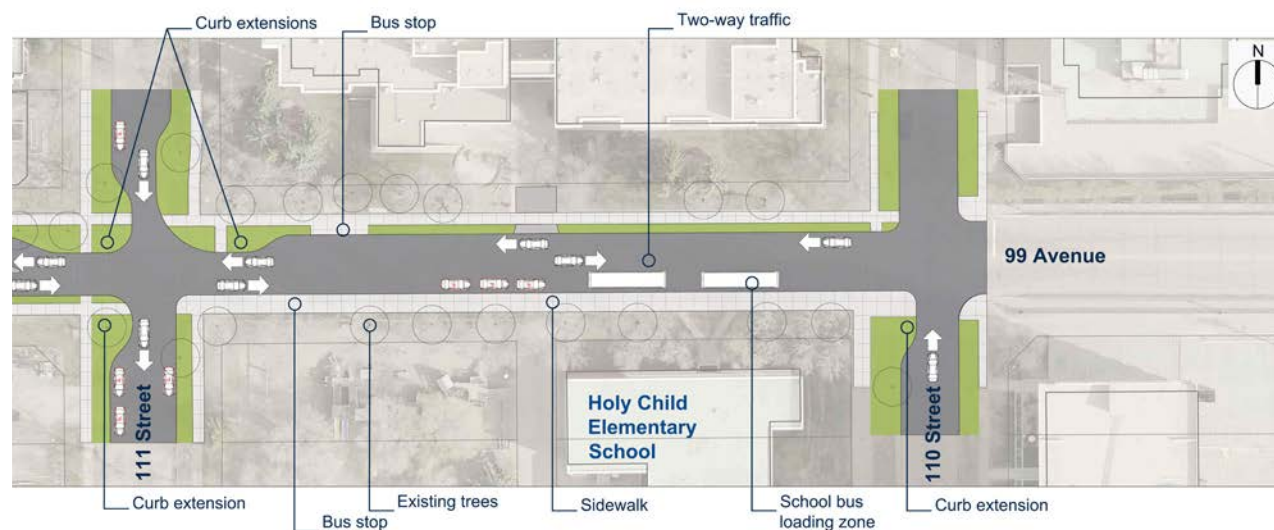 Curb extensions
Bus stop
Two-way traffic
N
99 Avenue
Holy Child
Elementary
School
111 Street
110 Street
Curb extension
Bus stop
Existing trees
Sidewalk
School bus
loading zone
Curb extension